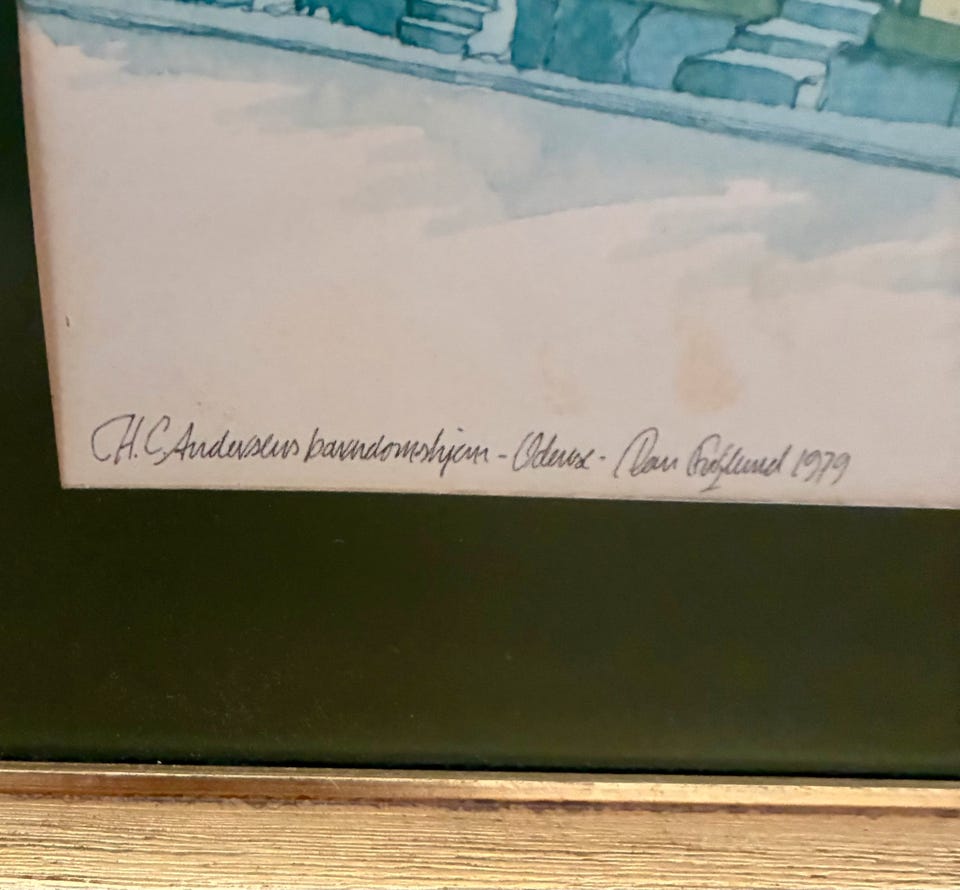 H.C. Andersens barndomshjem - Odense - Dan 1979